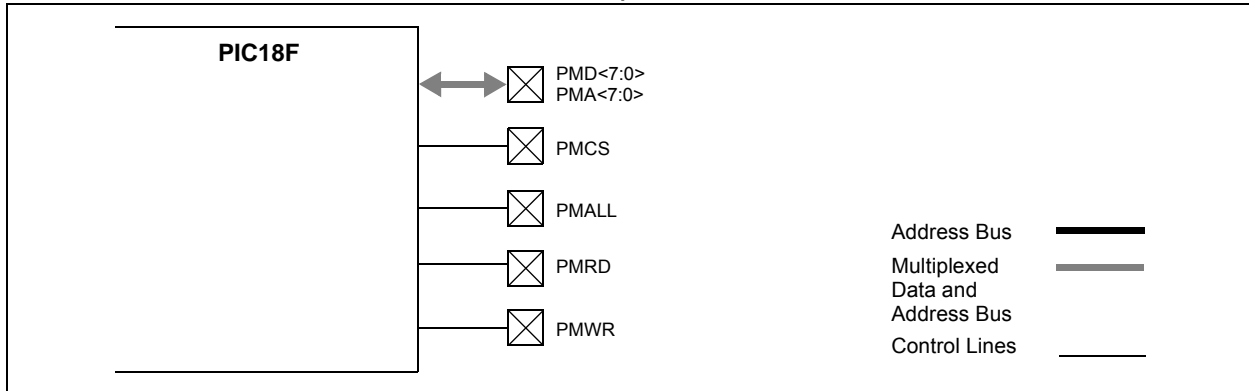 PIC18F
PMD<7:0>
PMA<7:0>
PMCS
PMALL
PMRD
PMWR
Address Bus
Multiplexed
Data and
Address Bus
Control Lines